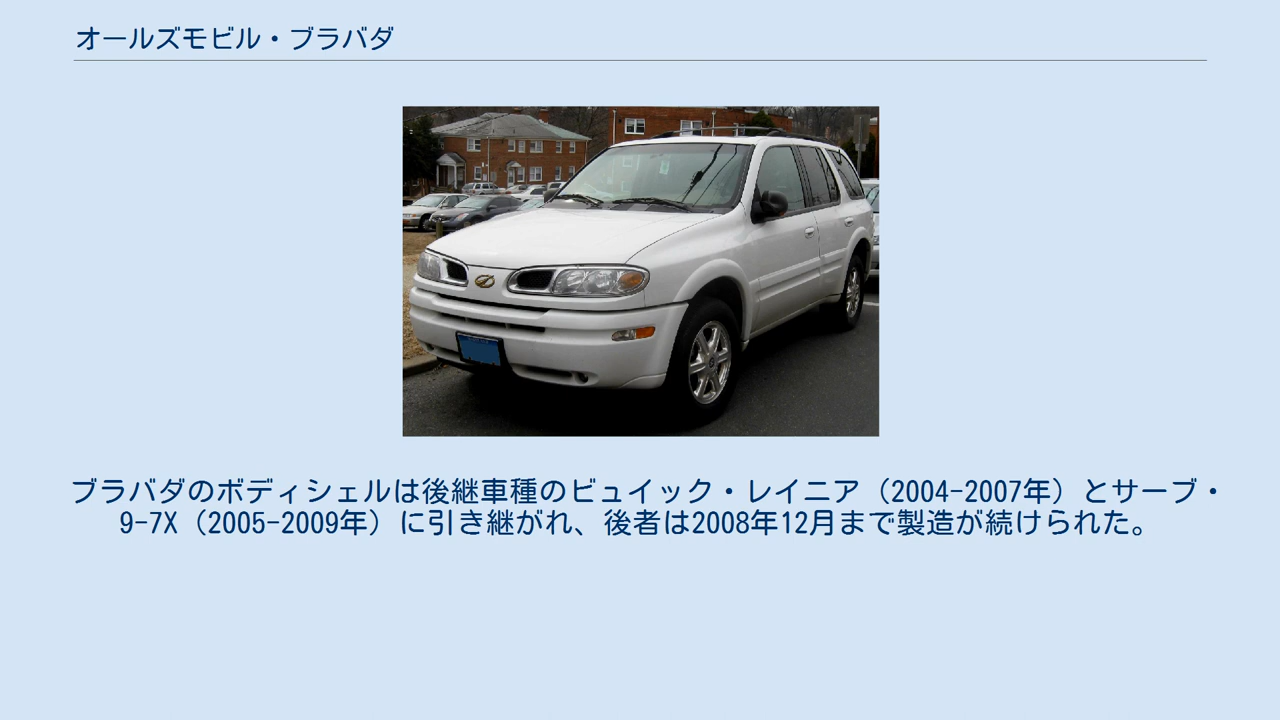 オールズモビル・ブラバダ
ブラバダのボディシェルは後継車種のビュイック・レイニア（2004-2007年）とサーブ・
9-7X（2005-2009年）に引き継がれ、後者は2008年12月まで製造が続けられた。